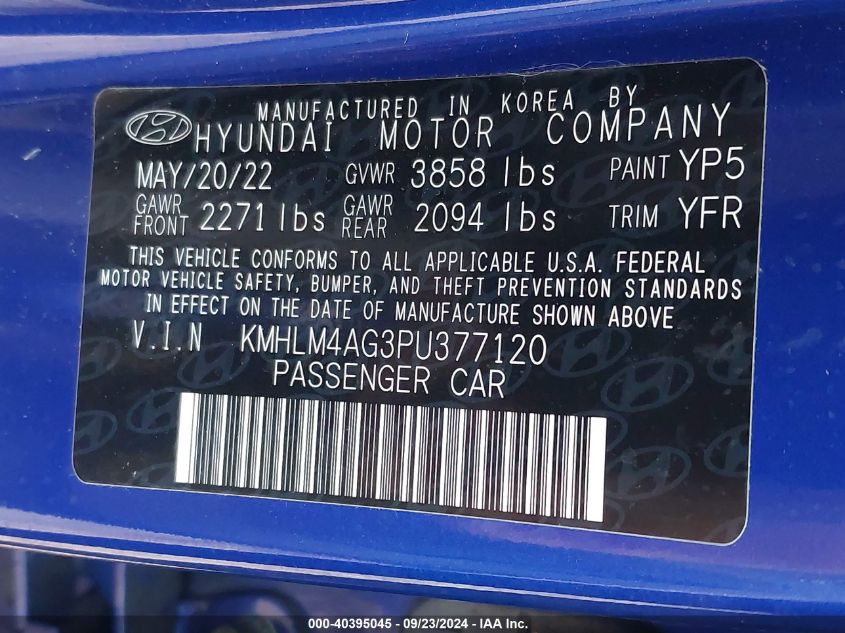 MANUFACTURED IN KOREA BY
HYUNDAI MOTOR COMPANY
MAY/20/22 GVWR 3858 lbs PAINT YP5
GAWR FRONT 2271 lbs GAWR REAR 2094 lbs TRIM YFR
THIS VEHICLE CONFORMS TO ALL APPLICABLE U.S.A. FEDERAL
MOTOR VEHICLE SAFETY, BUMPER, AND THEFT PREVENTION STANDARDS
IN EFFECT ON THE DATE OF MANUFACTURE SHOWN ABOVE
V.I.N KMHLM4AG3PU377120
PASSENGER CAR
000-40395045 - 09/23/2024 - IAA Inc.